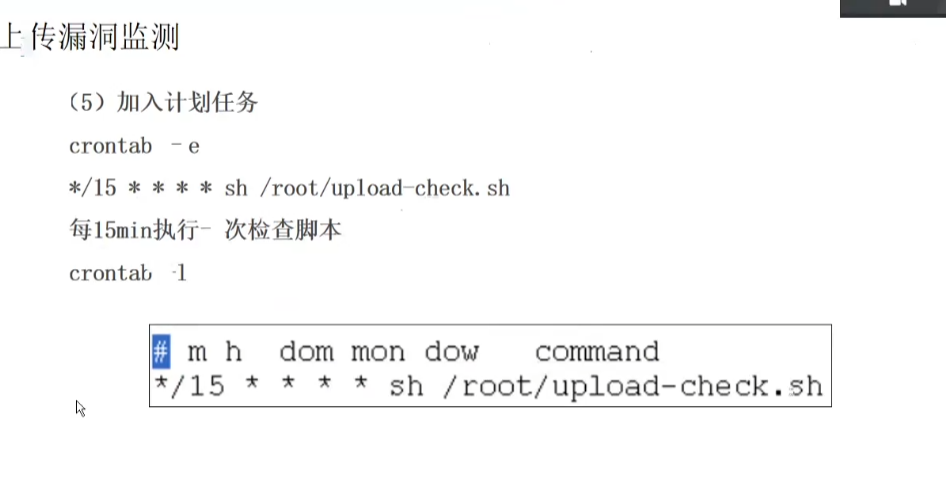 上传漏洞监测
（5）加入计划任务
crontab -e
*/15 * * * * sh /root/upload-check.sh
每15min执行一次检查脚本
crontab -l
# m h dom mon dow command
*/15 * * * * sh /root/upload-check.sh